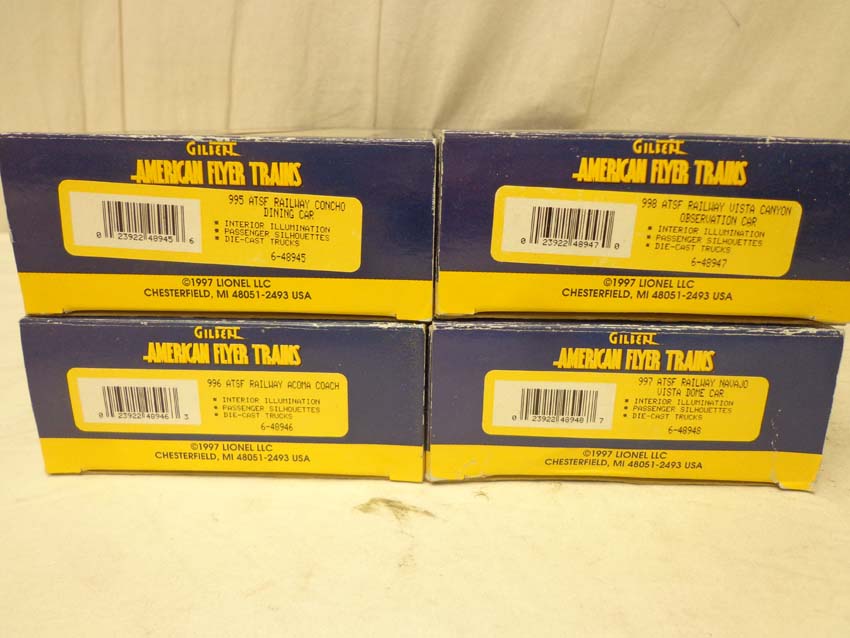 GILBERT
AMERICAN FLYER TRAINS
995 ATSF RAILWAY CONCHO
DINING CAR
▪ INTERIOR ILLUMINATION
▪ PASSENGER SILHOUETTES
▪ DIE-CAST TRUCKS
0 23922 48945 6
6-48945
©1997 LIONEL LLC
CHESTERFIELD, MI 48051-2493 USA
GILBERT
AMERICAN FLYER TRAINS
998 ATSF RAILWAY VISTA CANYON
OBSERVATION CAR
▪ INTERIOR ILLUMINATION
▪ PASSENGER SILHOUETTES
▪ DIE-CAST TRUCKS
0 23922 48947 0
6-48947
©1997 LIONEL LLC
CHESTERFIELD, MI 48051-2493 USA
GILBERT
AMERICAN FLYER TRAINS
996 ATSF RAILWAY ACOMA COACH
▪ INTERIOR ILLUMINATION
▪ PASSENGER SILHOUETTES
▪ DIE-CAST TRUCKS
0 23922 48946 3
6-48946
©1997 LIONEL LLC
CHESTERFIELD, MI 48051-2493 USA
GILBERT
AMERICAN FLYER TRAINS
997 ATSF RAILWAY NAVAJO
VISTA DOME CAR
▪ INTERIOR ILLUMINATION
▪ PASSENGER SILHOUETTES
▪ DIE-CAST TRUCKS
0 23922 48948 7
6-48948
©1997 LIONEL LLC
CHESTERFIELD, MI 48051-2493 USA